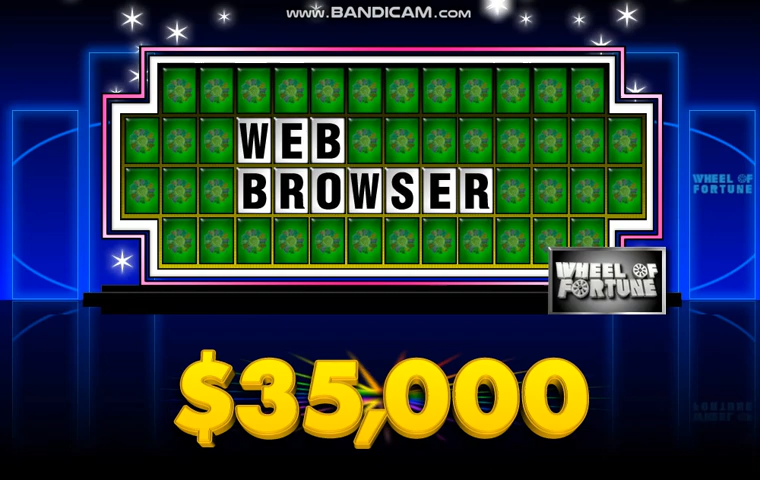 www.BANDICAM.com
WEB
BROWSER
WHEEL OF
FORTUNE
WHEEL OF
FORTUNE
$35,000